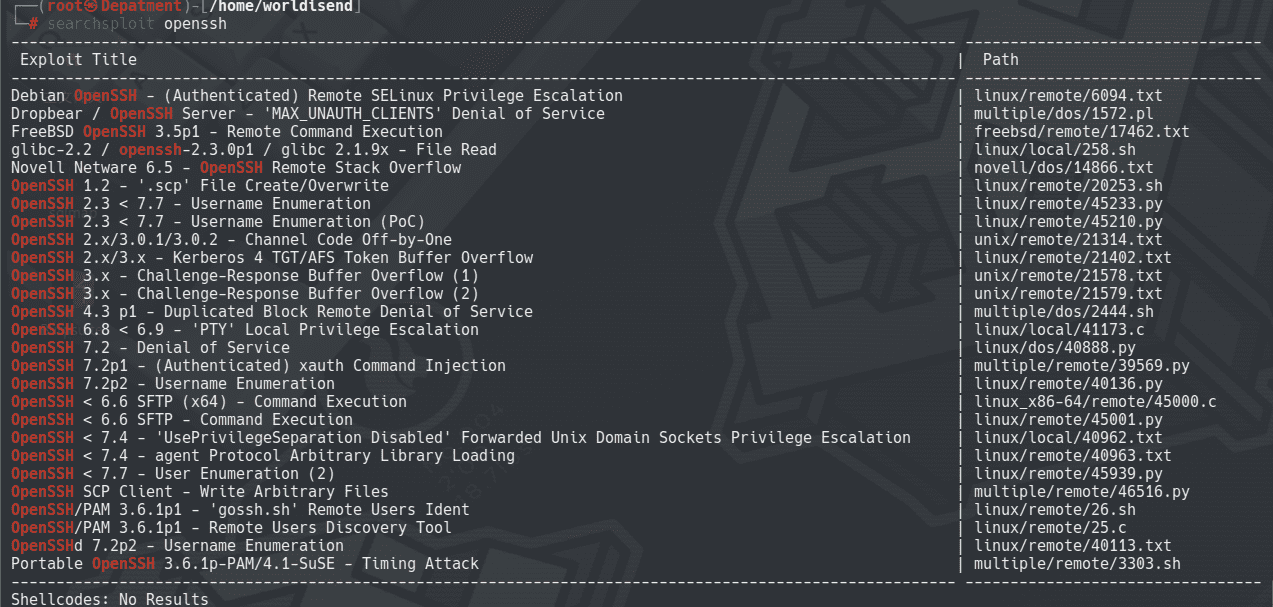 ┌──(root㉿Depatment)-[/home/worldisend]
└─# searchsploit openssh
Exploit Title | Path
Debian OpenSSH - (Authenticated) Remote SELinux Privilege Escalation | linux/remote/6094.txt
Dropbear / OpenSSH Server - 'MAX_UNAUTH_CLIENTS' Denial of Service | multiple/dos/1572.pl
FreeBSD OpenSSH 3.5p1 - Remote Command Execution | freebsd/remote/17462.txt
glibc-2.2 / openssh-2.3.0p1 / glibc 2.1.9x - File Read | linux/local/258.sh
Novell Netware 6.5 - OpenSSH Remote Stack Overflow | novell/dos/14866.txt
OpenSSH 1.2 - '.scp' File Create/Overwrite | linux/remote/20253.sh
OpenSSH 2.3 < 7.7 - Username Enumeration | linux/remote/45233.py
OpenSSH 2.3 < 7.7 - Username Enumeration (PoC) | linux/remote/45210.py
OpenSSH 2.x/3.0.1/3.0.2 - Channel Code Off-by-One | unix/remote/21314.txt
OpenSSH 2.x/3.x - Kerberos 4 TGT/AFS Token Buffer Overflow | linux/remote/21402.txt
OpenSSH 3.x - Challenge-Response Buffer Overflow (1) | unix/remote/21578.txt
OpenSSH 3.x - Challenge-Response Buffer Overflow (2) | unix/remote/21579.txt
OpenSSH 4.3 p1 - Duplicated Block Remote Denial of Service | multiple/dos/2444.sh
OpenSSH 6.8 < 6.9 - 'PTY' Local Privilege Escalation | linux/local/41173.c
OpenSSH 7.2 - Denial of Service | linux/dos/40888.py
OpenSSH 7.2p1 - (Authenticated) xauth Command Injection | multiple/remote/39569.py
OpenSSH 7.2p2 - Username Enumeration | linux/remote/40136.py
OpenSSH < 6.6 SFTP (x64) - Command Execution | linux_x86-64/remote/45000.c
OpenSSH < 6.6 SFTP - Command Execution | linux/remote/45001.py
OpenSSH < 7.4 - 'UsePrivilegeSeparation Disabled' Forwarded Unix Domain Sockets Privilege Escalation | linux/local/40962.txt
OpenSSH < 7.4 - agent Protocol Arbitrary Library Loading | linux/remote/40963.txt
OpenSSH < 7.7 - User Enumeration (2) | linux/remote/45939.py
OpenSSH SCP Client - Write Arbitrary Files | multiple/remote/46516.py
OpenSSH/PAM 3.6.1p1 - 'gossh.sh' Remote Users Ident | linux/remote/26.sh
OpenSSH/PAM 3.6.1p1 - Remote Users Discovery Tool | linux/remote/25.c
OpenSSHd 7.2p2 - Username Enumeration | linux/remote/40113.txt
Portable OpenSSH 3.6.1p-PAM/4.1-SuSE - Timing Attack | multiple/remote/3303.sh
Shellcodes: No Results